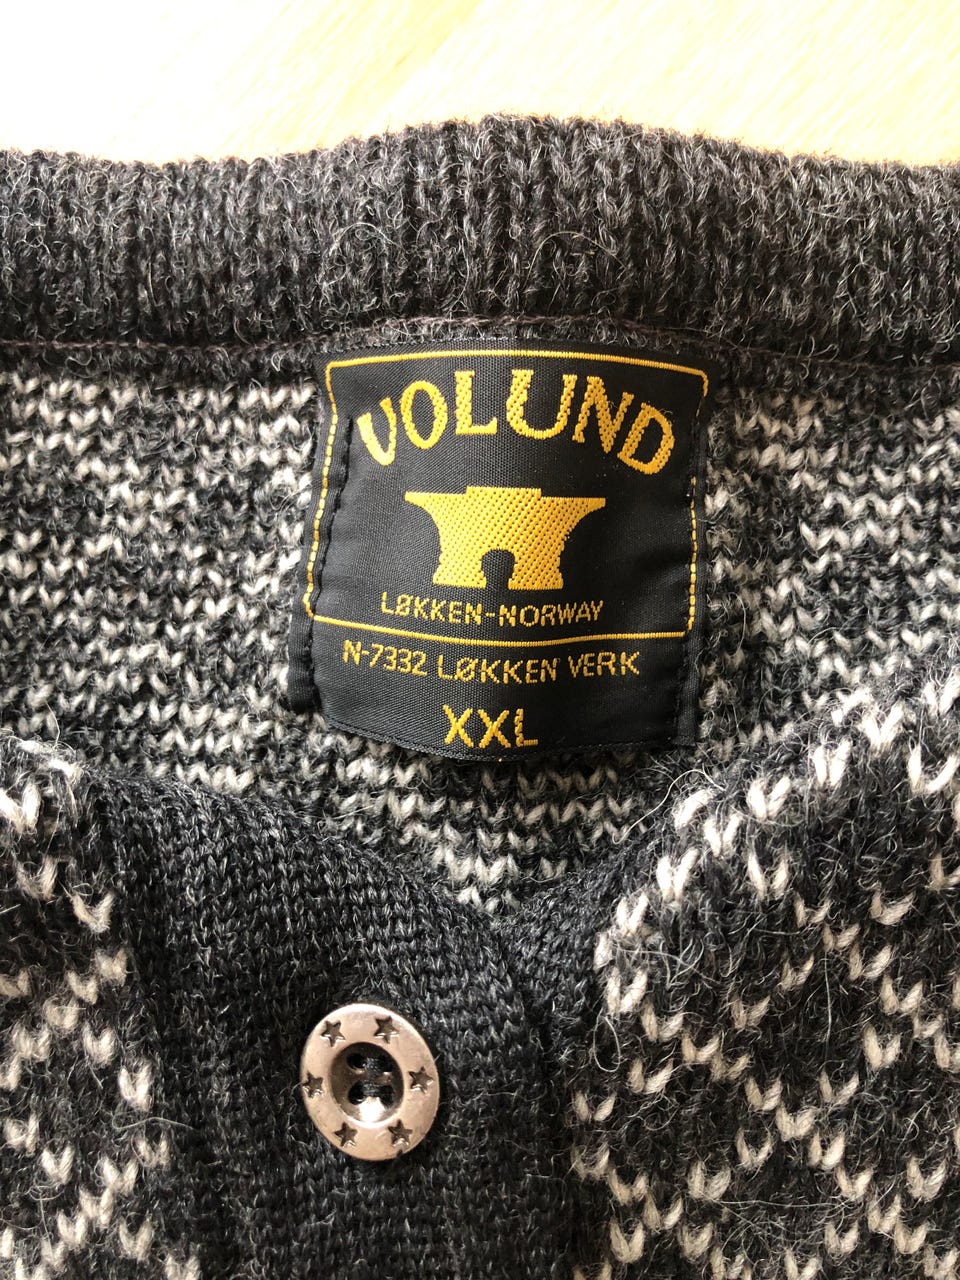 VOLUND
LØKKEN-NORWAY
N-7332 LØKKEN VERK
XXL